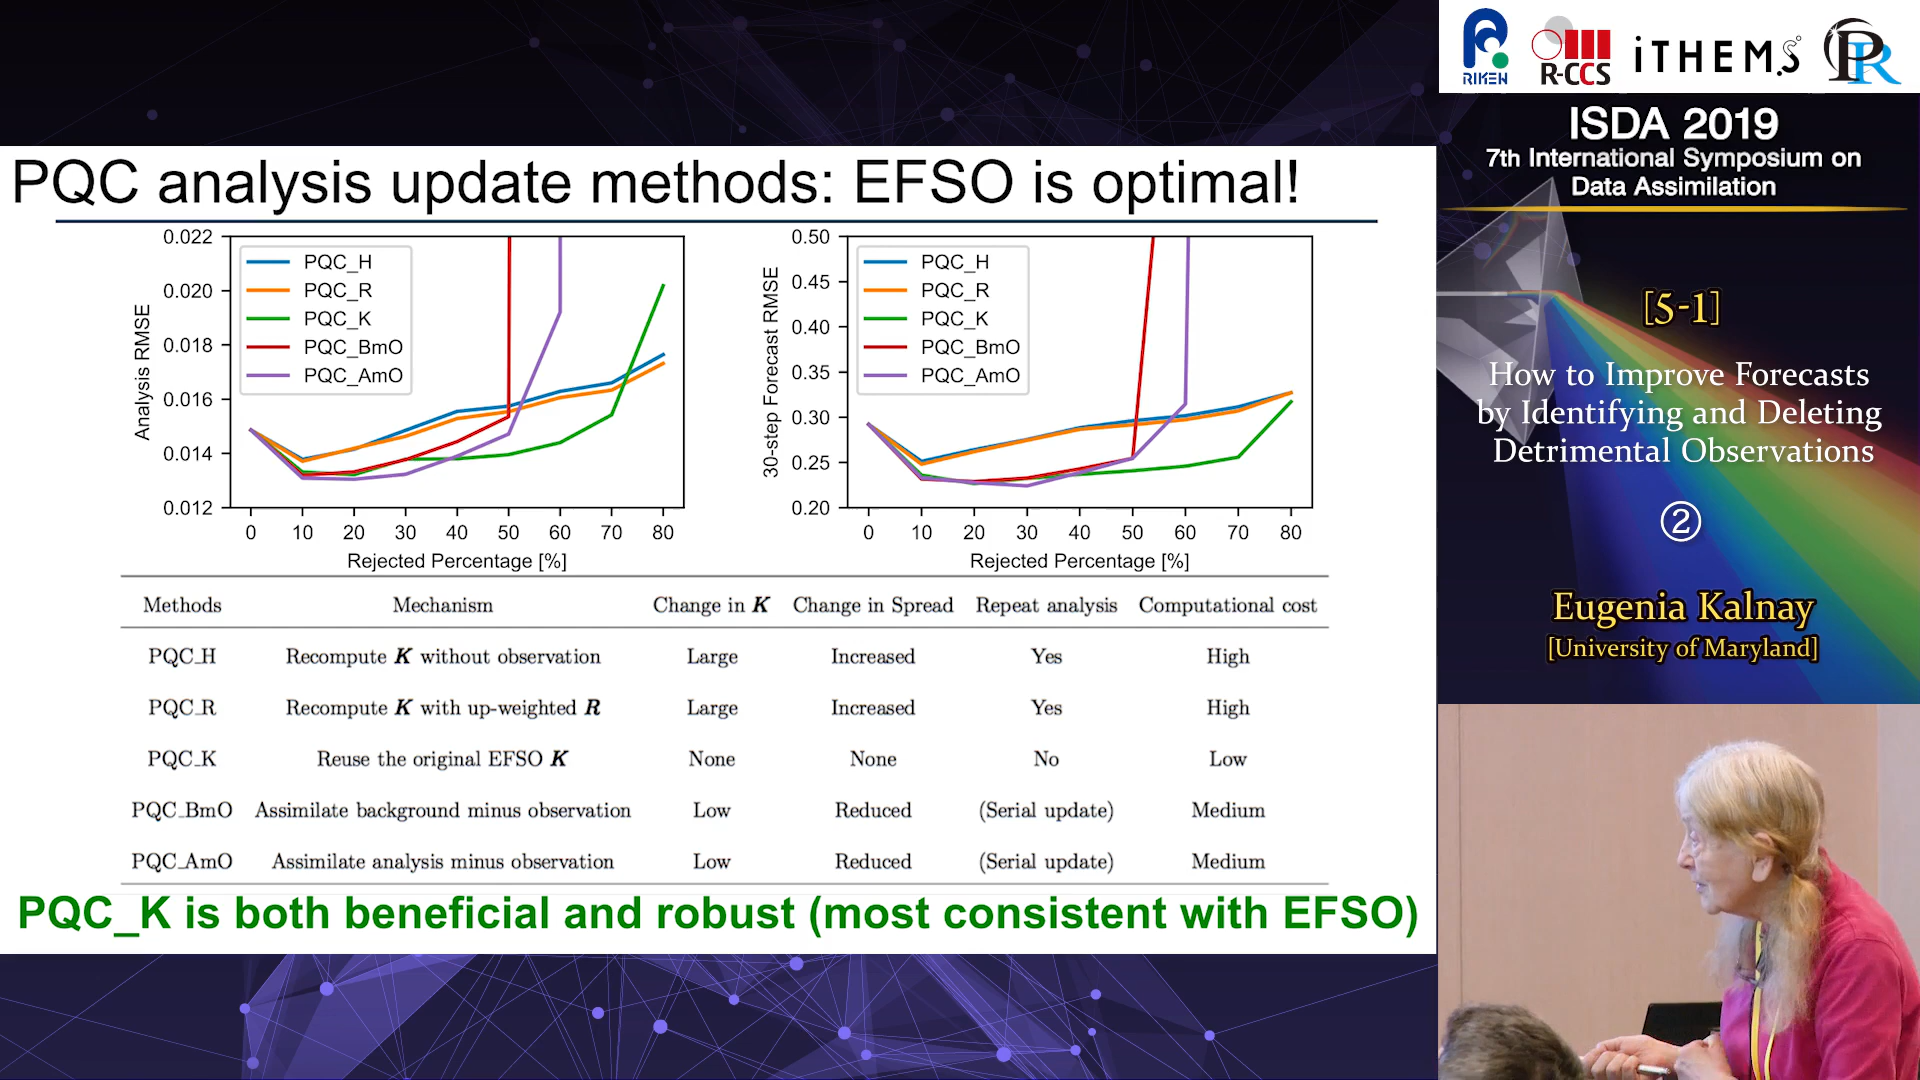 PQC analysis update methods: EFSO is optimal!
0.022
0.020
0.018
0.016
0.014
0.012
Analysis RMSE
PQC_H
PQC_R
PQC_K
PQC_BmO
PQC_AmO
0 10 20 30 40 50 60 70 80
Rejected Percentage [%]
0.50
0.45
0.40
0.35
0.30
0.25
0.20
30-step Forecast RMSE
PQC_H
PQC_R
PQC_K
PQC_BmO
PQC_AmO
0 10 20 30 40 50 60 70 80
Rejected Percentage [%]
Methods Mechanism Change in K Change in Spread Repeat analysis Computational cost
PQC_H Recompute K without observation Large Increased Yes High
PQC_R Recompute K with up-weighted R Large Increased Yes High
PQC_K Reuse the original EFSO K None None No Low
PQC_BmO Assimilate background minus observation Low Reduced (Serial update) Medium
PQC_AmO Assimilate analysis minus observation Low Reduced (Serial update) Medium
PQC_K is both beneficial and robust (most consistent with EFSO)
RIKEN
R-CCS
iTHEMS
PR
ISDA 2019
7th International Symposium on
Data Assimilation
[5-1]
How to Improve Forecasts
by Identifying and Deleting
Detrimental Observations
②
Eugenia Kalnay
[University of Maryland]